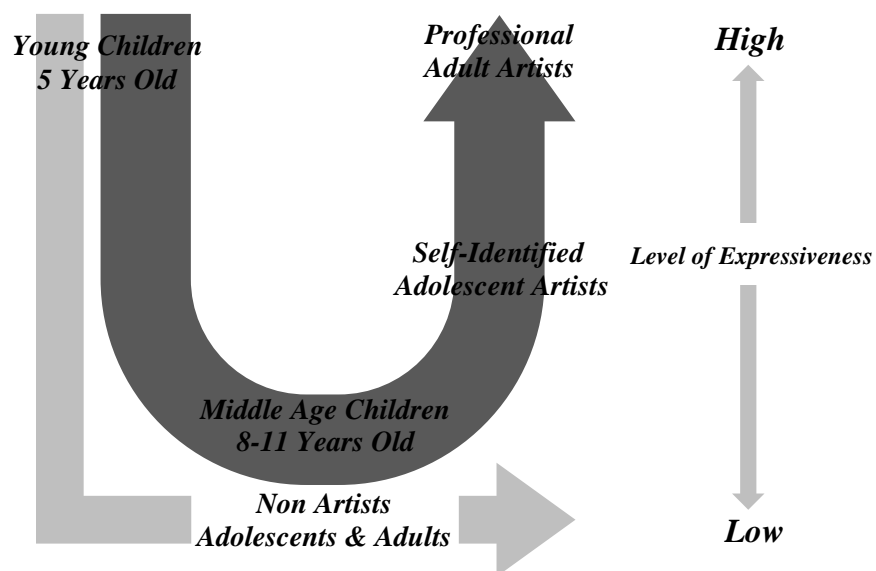 Young Children
5 Years Old
Professional
Adult Artists
High
Self-Identified
Adolescent Artists
Level of Expressiveness
Middle Age Children
8-11 Years Old
Non Artists
Adolescents & Adults
Low